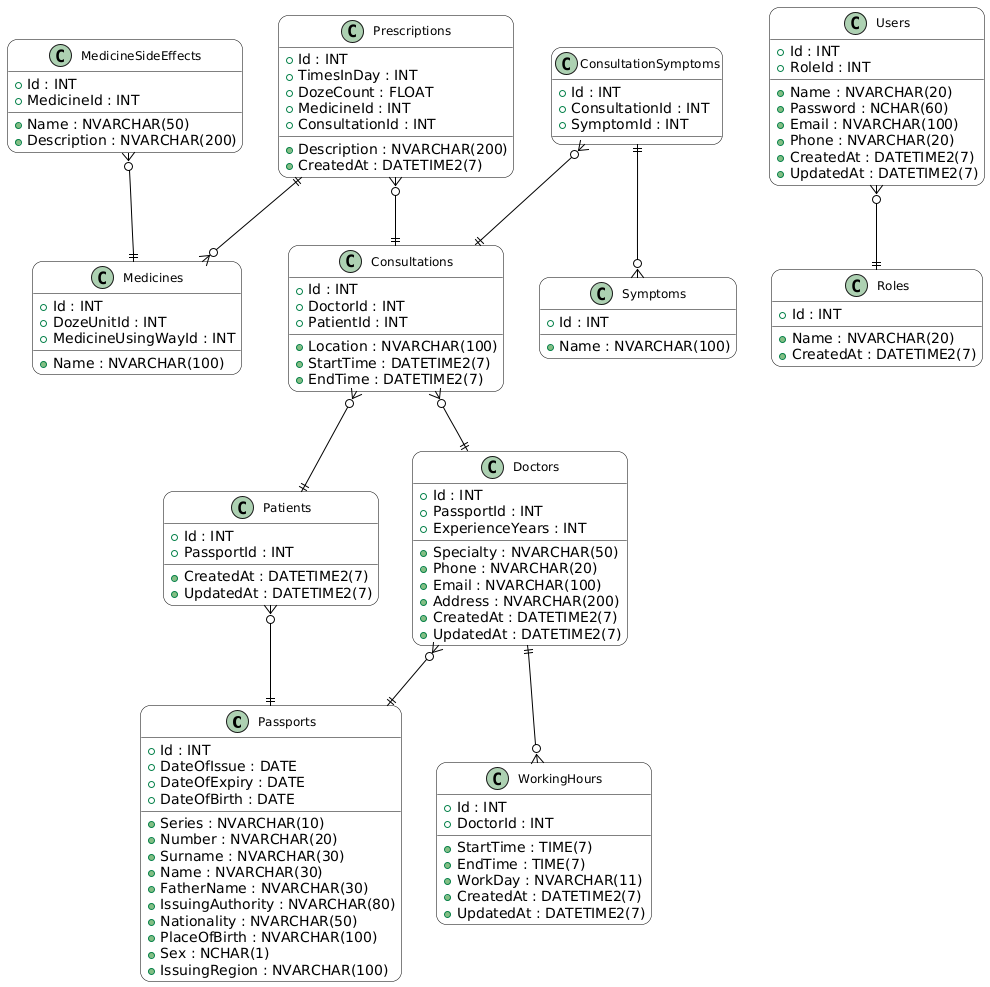 C MedicineSideEffects
Id : INT
MedicineId : INT
Name : NVARCHAR(50)
Description : NVARCHAR(200)
C Prescriptions
Id : INT
TimesInDay : INT
DozeCount : FLOAT
MedicineId : INT
ConsultationId : INT
Description : NVARCHAR(200)
CreatedAt : DATETIME2(7)
C ConsultationSymptoms
Id : INT
ConsultationId : INT
SymptomId : INT
C Users
Id : INT
RoleId : INT
Name : NVARCHAR(20)
Password : NCHAR(60)
Email : NVARCHAR(100)
Phone : NVARCHAR(20)
CreatedAt : DATETIME2(7)
UpdatedAt : DATETIME2(7)
C Medicines
Id : INT
DozeUnitId : INT
MedicineUsingWayId : INT
Name : NVARCHAR(100)
C Consultations
Id : INT
DoctorId : INT
PatientId : INT
Location : NVARCHAR(100)
StartTime : DATETIME2(7)
EndTime : DATETIME2(7)
C Symptoms
Id : INT
Name : NVARCHAR(100)
C Roles
Id : INT
Name : NVARCHAR(20)
CreatedAt : DATETIME2(7)
C Patients
Id : INT
PassportId : INT
CreatedAt : DATETIME2(7)
UpdatedAt : DATETIME2(7)
C Doctors
Id : INT
PassportId : INT
ExperienceYears : INT
Specialty : NVARCHAR(50)
Phone : NVARCHAR(20)
Email : NVARCHAR(100)
Address : NVARCHAR(200)
CreatedAt : DATETIME2(7)
UpdatedAt : DATETIME2(7)
C Passports
Id : INT
DateOfIssue : DATE
DateOfExpiry : DATE
DateOfBirth : DATE
Series : NVARCHAR(10)
Number : NVARCHAR(20)
Surname : NVARCHAR(30)
Name : NVARCHAR(30)
FatherName : NVARCHAR(30)
IssuingAuthority : NVARCHAR(80)
Nationality : NVARCHAR(50)
PlaceOfBirth : NVARCHAR(100)
Sex : NCHAR(1)
IssuingRegion : NVARCHAR(100)
C WorkingHours
Id : INT
DoctorId : INT
StartTime : TIME(7)
EndTime : TIME(7)
WorkDay : NVARCHAR(11)
CreatedAt : DATETIME2(7)
UpdatedAt : DATETIME2(7)